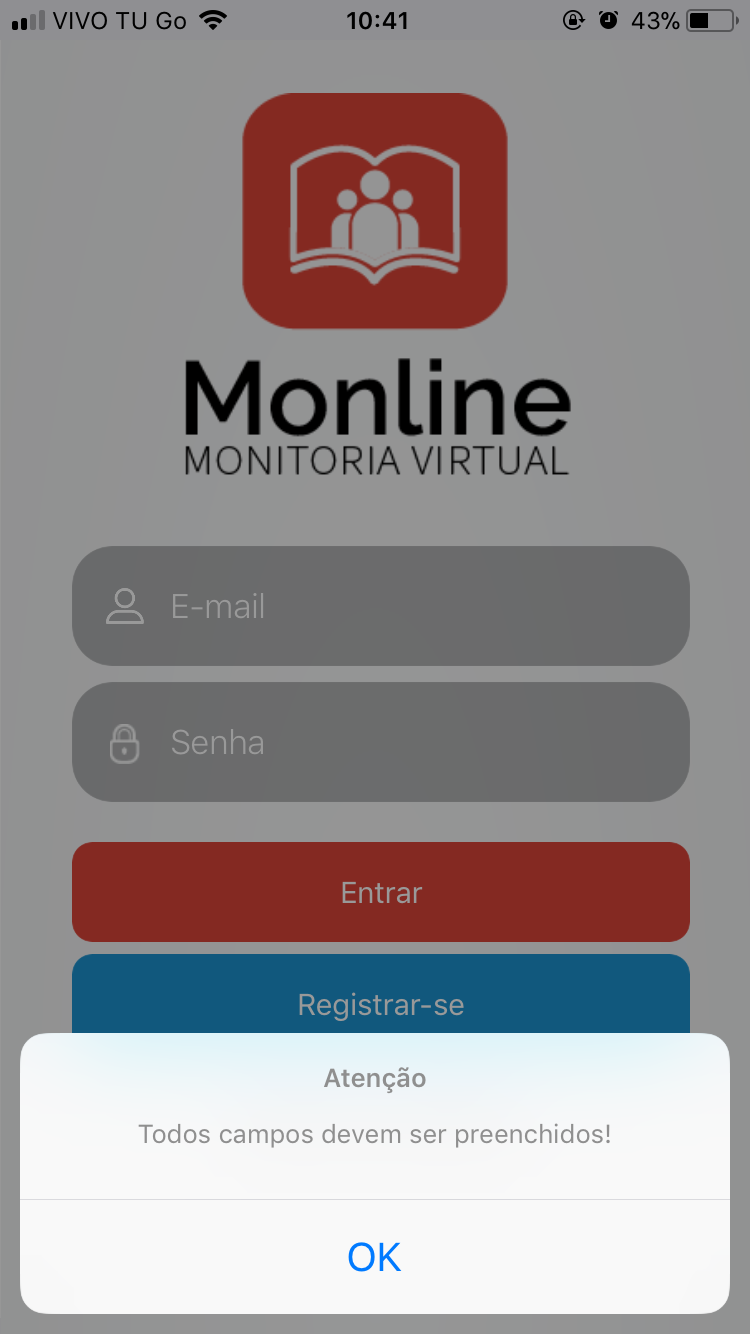 VIVO TU Go 10:41 43%
Monline
MONITORIA VIRTUAL
E-mail
Senha
Entrar
Registrar-se
Atenção
Todos campos devem ser preenchidos!
OK